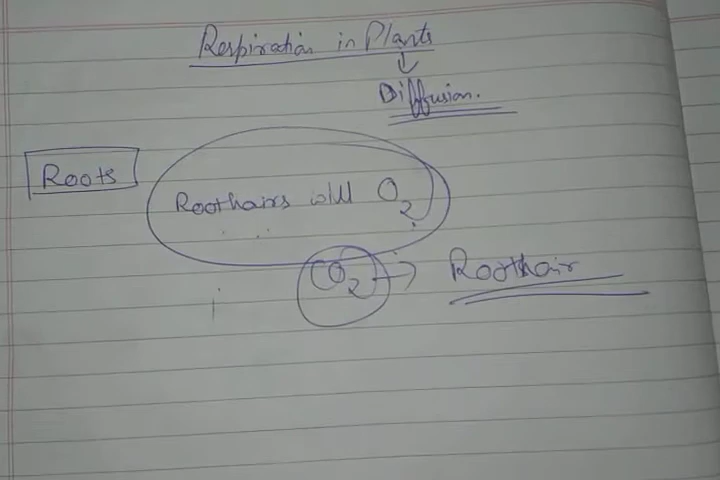 Respiration in Plants
↓
Diffusion.
Roots
Roothairs will O2
CO2 → Roothair